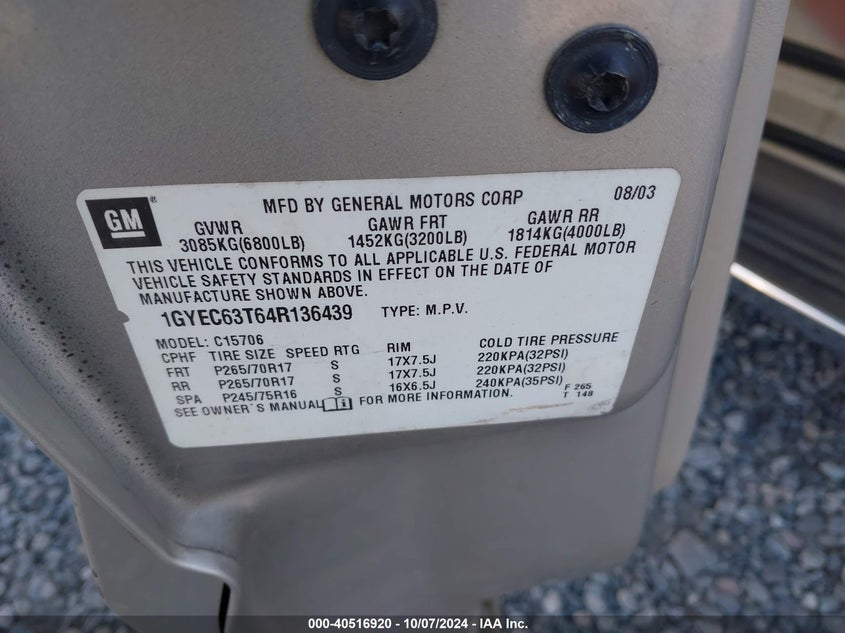 GM
MFD BY GENERAL MOTORS CORP 08/03
GVWR GAWR FRT GAWR RR
3085KG(6800LB) 1452KG(3200LB) 1814KG(4000LB)
THIS VEHICLE CONFORMS TO ALL APPLICABLE U.S. FEDERAL MOTOR
VEHICLE SAFETY STANDARDS IN EFFECT ON THE DATE OF
MANUFACTURE SHOWN ABOVE.
1GYEC63T64R136439 TYPE: M.P.V.
MODEL: C15706
CPHF TIRE SIZE SPEED RTG RIM COLD TIRE PRESSURE
FRT P265/70R17 S 17X7.5J 220KPA(32PSI)
RR P265/70R17 S 17X7.5J 220KPA(32PSI)
SPA P245/75R16 S 16X6.5J 240KPA(35PSI) F 265
SEE OWNER'S MANUAL FOR MORE INFORMATION. T 148
000-40516920 - 10/07/2024 - IAA Inc.